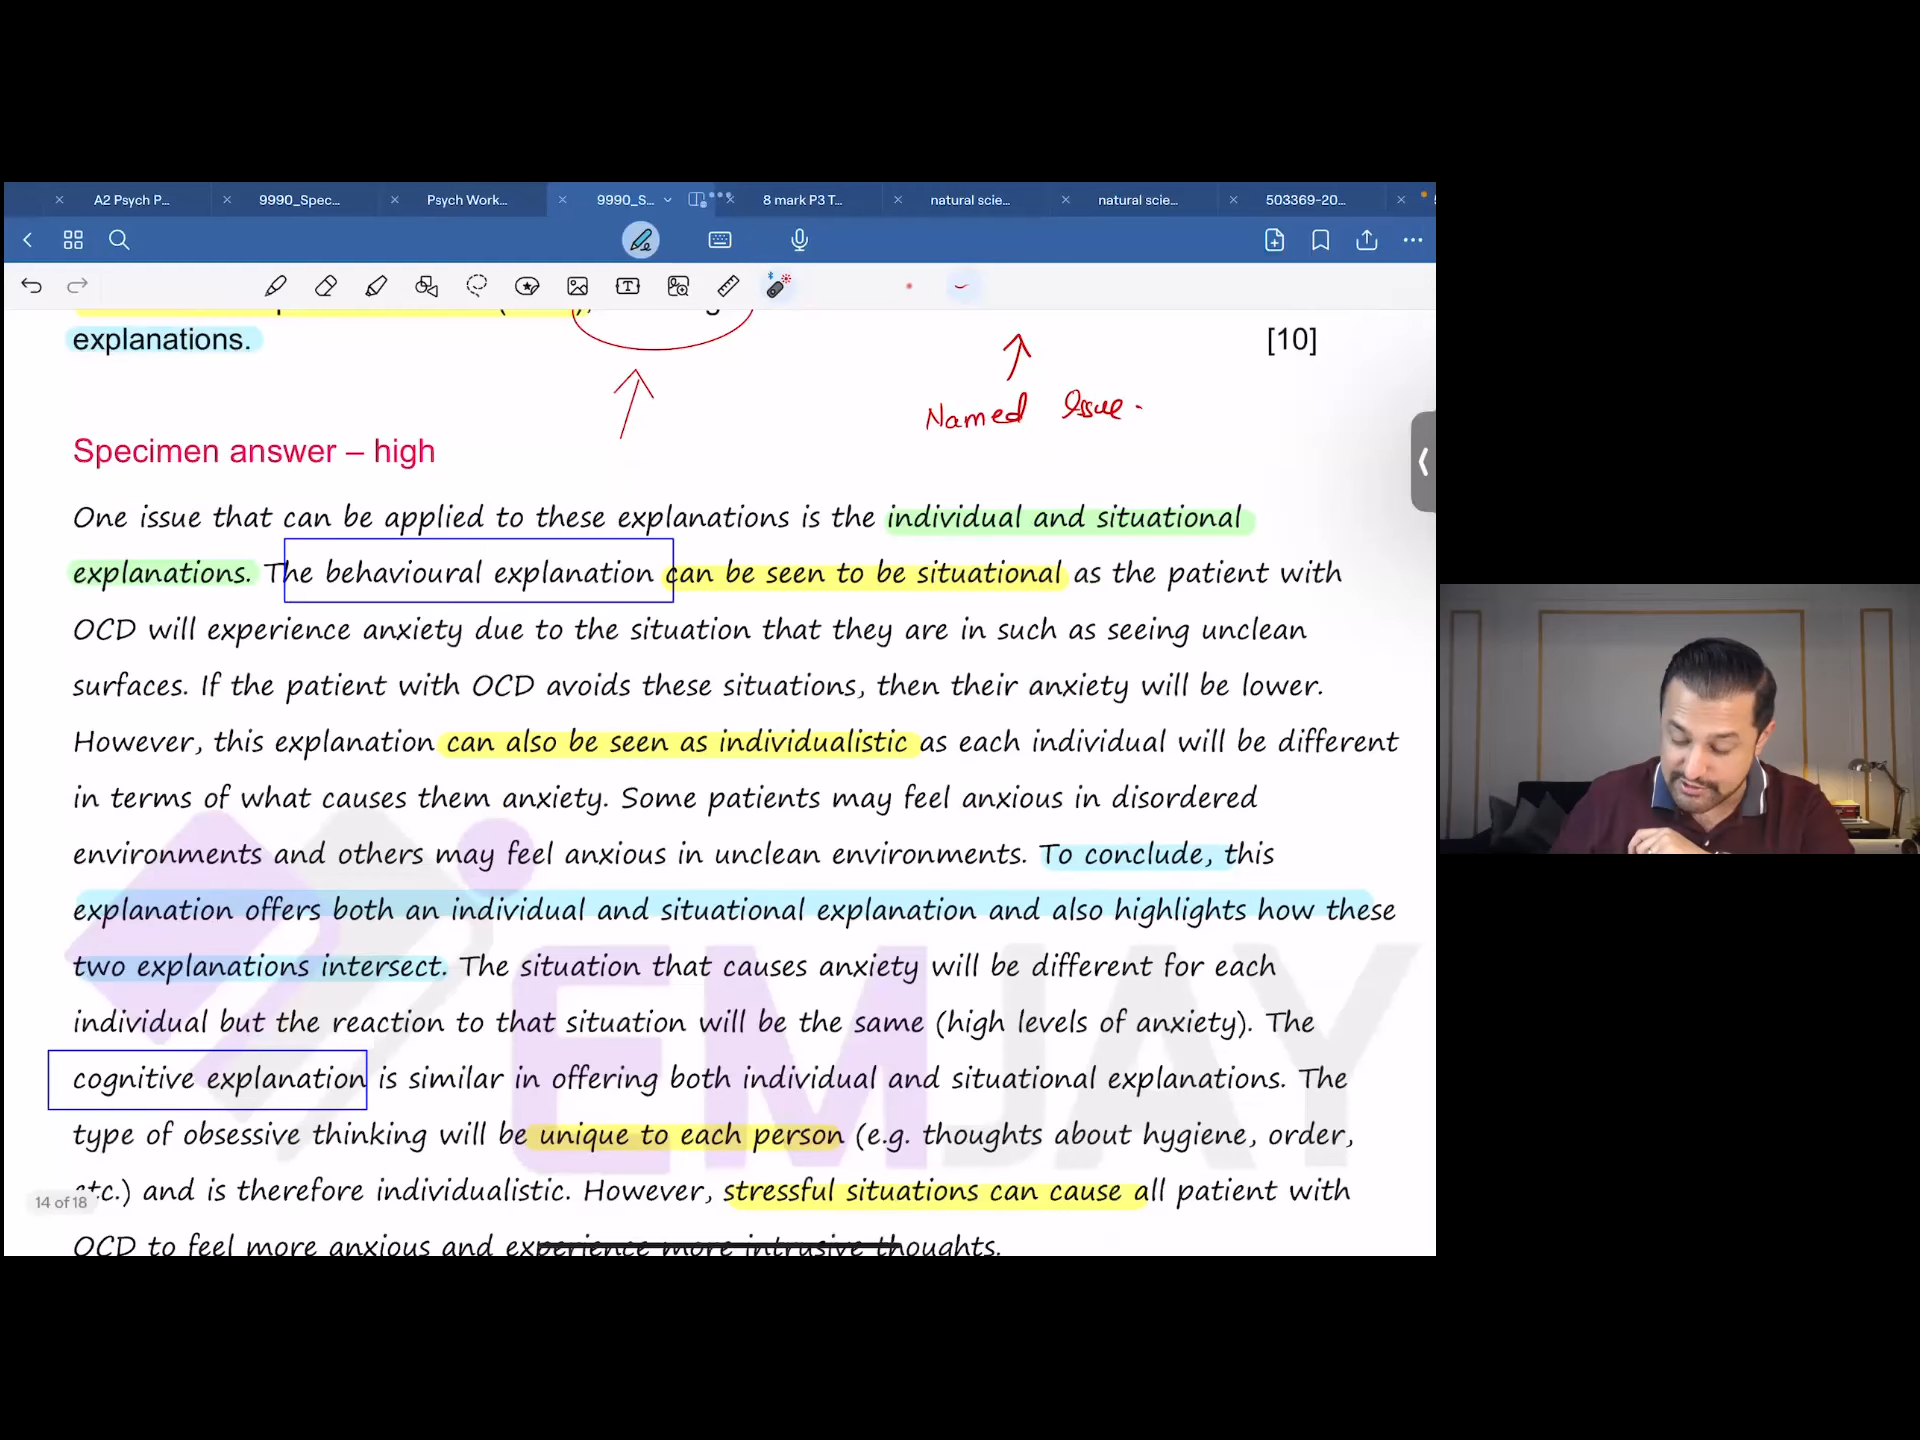 A2 Psych P...
9990_Spec...
Psych Work...
9990_S...
8 mark P3 T...
natural scie...
natural scie...
503369-20...
explanations.
[10]
Named Issue.
Specimen answer – high
One issue that can be applied to these explanations is the individual and situational
explanations. The behavioural explanation can be seen to be situational as the patient with
OCD will experience anxiety due to the situation that they are in such as seeing unclean
surfaces. If the patient with OCD avoids these situations, then their anxiety will be lower.
However, this explanation can also be seen as individualistic as each individual will be different
in terms of what causes them anxiety. Some patients may feel anxious in disordered
environments and others may feel anxious in unclean environments. To conclude, this
explanation offers both an individual and situational explanation and also highlights how these
two explanations intersect. The situation that causes anxiety will be different for each
individual but the reaction to that situation will be the same (high levels of anxiety). The
cognitive explanation is similar in offering both individual and situational explanations. The
type of obsessive thinking will be unique to each person (e.g. thoughts about hygiene, order,
etc.) and is therefore individualistic. However, stressful situations can cause all patient with
OCD to feel more anxious and experience more intrusive thoughts.
14 of 18
EMJAY